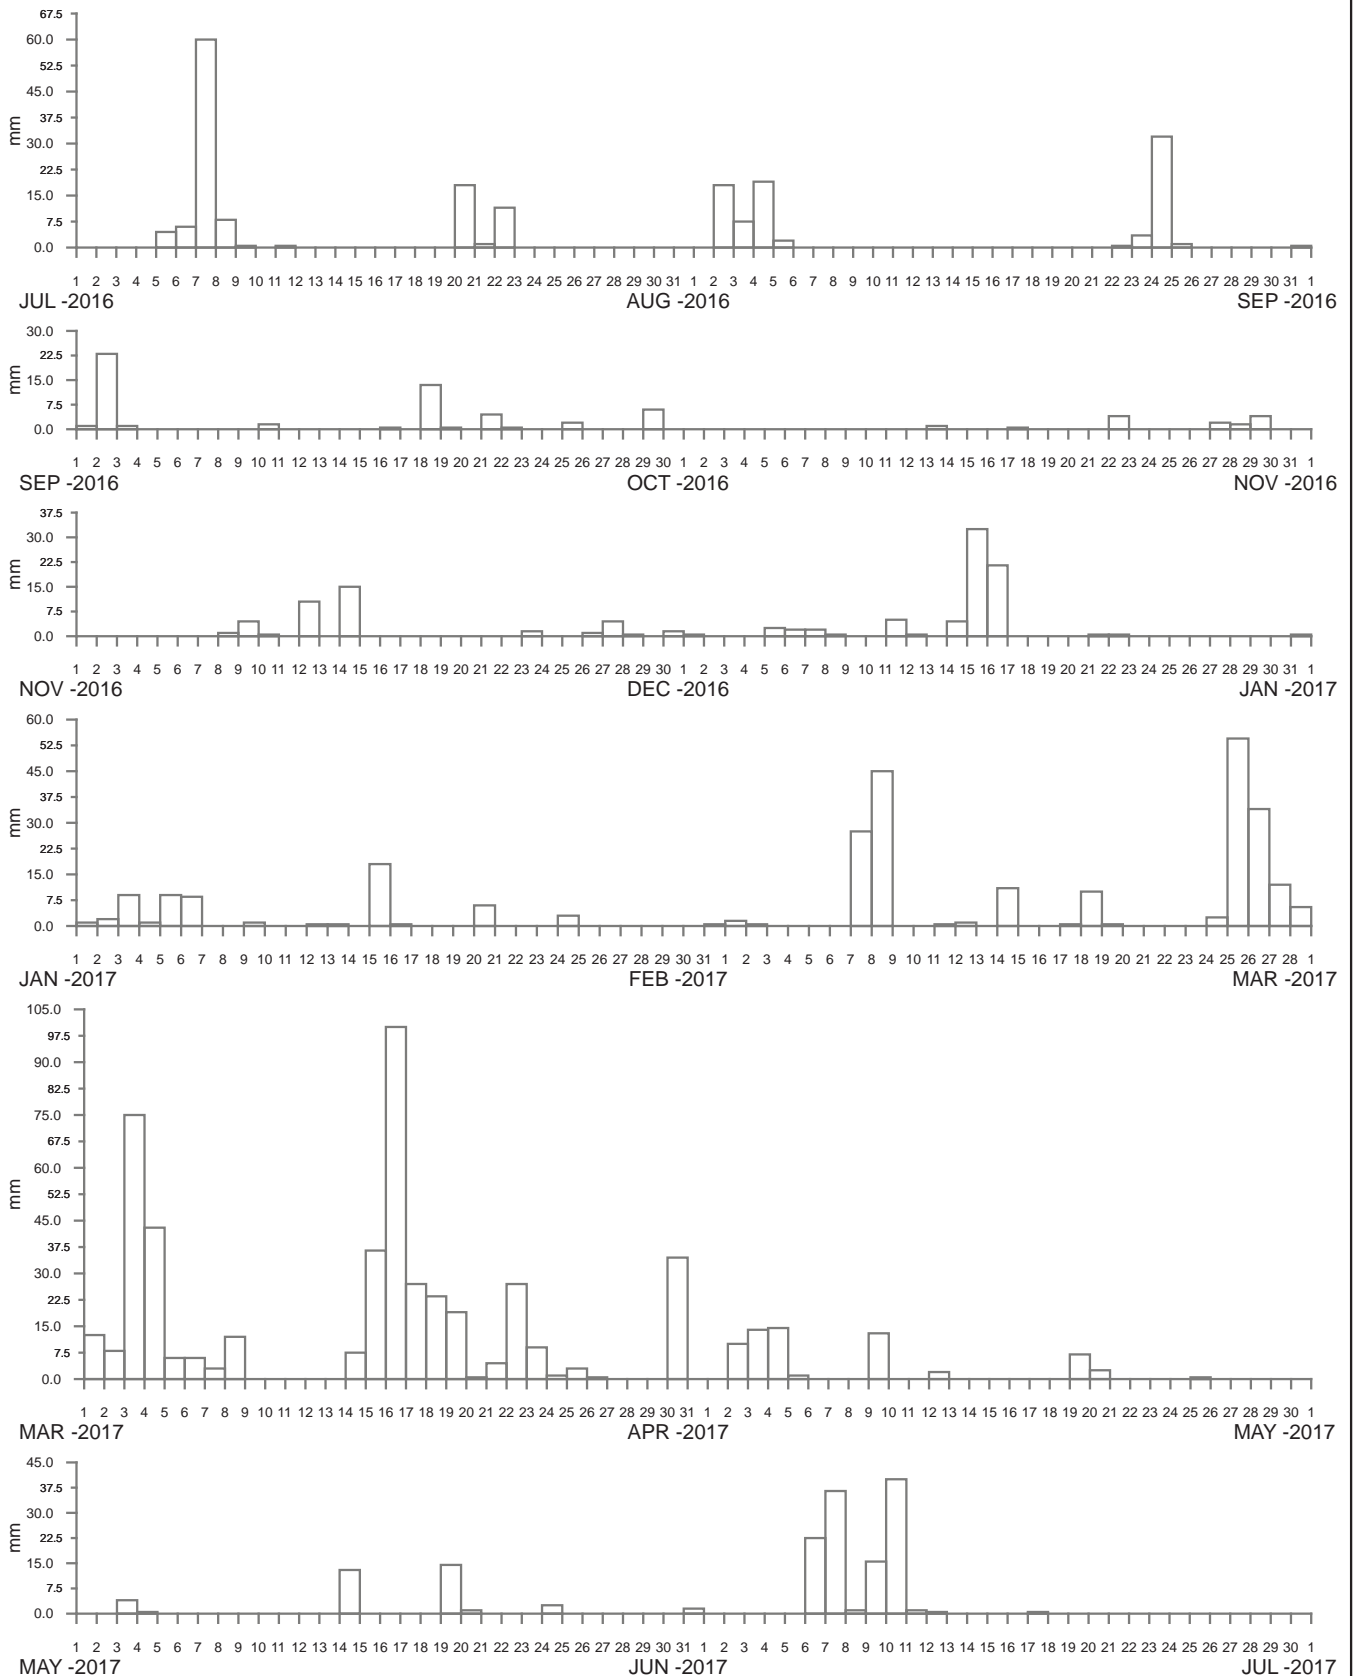 67.5
60.0
52.5
45.0
37.5
30.0
22.5
15.0
7.5
0.0
mm
1 2 3 4 5 6 7 8 9 10 11 12 13 14 15 16 17 18 19 20 21 22 23 24 25 26 27 28 29 30 31 1 2 3 4 5 6 7 8 9 10 11 12 13 14 15 16 17 18 19 20 21 22 23 24 25 26 27 28 29 30 31 1
JUL -2016 AUG -2016 SEP -2016
30.0
22.5
15.0
7.5
0.0
mm
1 2 3 4 5 6 7 8 9 10 11 12 13 14 15 16 17 18 19 20 21 22 23 24 25 26 27 28 29 30 1 2 3 4 5 6 7 8 9 10 11 12 13 14 15 16 17 18 19 20 21 22 23 24 25 26 27 28 29 30 31 1
SEP -2016 OCT -2016 NOV -2016
37.5
30.0
22.5
15.0
7.5
0.0
mm
1 2 3 4 5 6 7 8 9 10 11 12 13 14 15 16 17 18 19 20 21 22 23 24 25 26 27 28 29 30 1 2 3 4 5 6 7 8 9 10 11 12 13 14 15 16 17 18 19 20 21 22 23 24 25 26 27 28 29 30 31 1
NOV -2016 DEC -2016 JAN -2017
60.0
52.5
45.0
37.5
30.0
22.5
15.0
7.5
0.0
mm
1 2 3 4 5 6 7 8 9 10 11 12 13 14 15 16 17 18 19 20 21 22 23 24 25 26 27 28 29 30 31 1 2 3 4 5 6 7 8 9 10 11 12 13 14 15 16 17 18 19 20 21 22 23 24 25 26 27 28 1
JAN -2017 FEB -2017 MAR -2017
105.0
97.5
90.0
82.5
75.0
67.5
60.0
52.5
45.0
37.5
30.0
22.5
15.0
7.5
0.0
mm
1 2 3 4 5 6 7 8 9 10 11 12 13 14 15 16 17 18 19 20 21 22 23 24 25 26 27 28 29 30 31 1 2 3 4 5 6 7 8 9 10 11 12 13 14 15 16 17 18 19 20 21 22 23 24 25 26 27 28 29 30 1
MAR -2017 APR -2017 MAY -2017
45.0
37.5
30.0
22.5
15.0
7.5
0.0
mm
1 2 3 4 5 6 7 8 9 10 11 12 13 14 15 16 17 18 19 20 21 22 23 24 25 26 27 28 29 30 31 1 2 3 4 5 6 7 8 9 10 11 12 13 14 15 16 17 18 19 20 21 22 23 24 25 26 27 28 29 30 1
MAY -2017 JUN -2017 JUL -2017